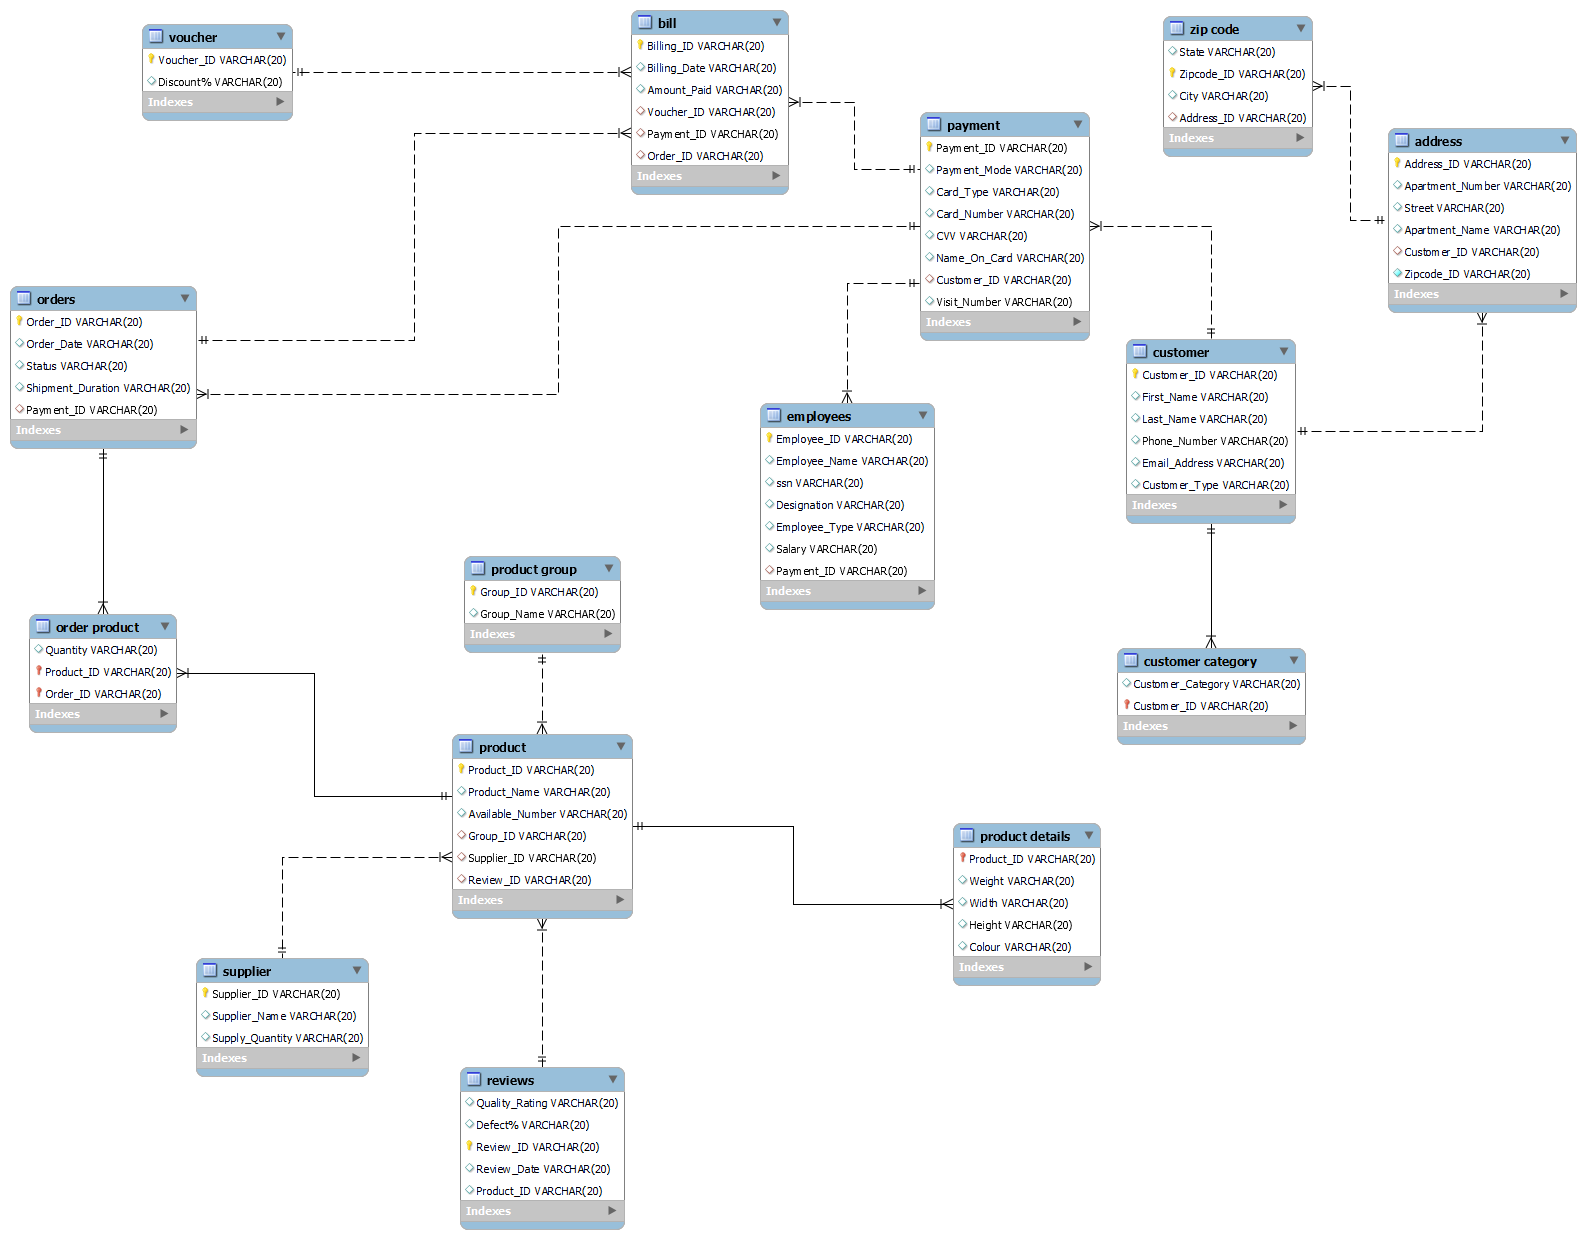 voucher
Voucher_ID VARCHAR(20)
Discount% VARCHAR(20)
Indexes
bill
Billing_ID VARCHAR(20)
Billing_Date VARCHAR(20)
Amount_Paid VARCHAR(20)
Voucher_ID VARCHAR(20)
Payment_ID VARCHAR(20)
Order_ID VARCHAR(20)
Indexes
zip code
State VARCHAR(20)
Zipcode_ID VARCHAR(20)
City VARCHAR(20)
Address_ID VARCHAR(20)
Indexes
payment
Payment_ID VARCHAR(20)
Payment_Mode VARCHAR(20)
Card_Type VARCHAR(20)
Card_Number VARCHAR(20)
CVV VARCHAR(20)
Name_On_Card VARCHAR(20)
Customer_ID VARCHAR(20)
Visit_Number VARCHAR(20)
Indexes
address
Address_ID VARCHAR(20)
Apartment_Number VARCHAR(20)
Street VARCHAR(20)
Apartment_Name VARCHAR(20)
Customer_ID VARCHAR(20)
Zipcode_ID VARCHAR(20)
Indexes
orders
Order_ID VARCHAR(20)
Order_Date VARCHAR(20)
Status VARCHAR(20)
Shipment_Duration VARCHAR(20)
Payment_ID VARCHAR(20)
Indexes
customer
Customer_ID VARCHAR(20)
First_Name VARCHAR(20)
Last_Name VARCHAR(20)
Phone_Number VARCHAR(20)
Email_Address VARCHAR(20)
Customer_Type VARCHAR(20)
Indexes
employees
Employee_ID VARCHAR(20)
Employee_Name VARCHAR(20)
ssn VARCHAR(20)
Designation VARCHAR(20)
Employee_Type VARCHAR(20)
Salary VARCHAR(20)
Payment_ID VARCHAR(20)
Indexes
product group
Group_ID VARCHAR(20)
Group_Name VARCHAR(20)
Indexes
order product
Quantity VARCHAR(20)
Product_ID VARCHAR(20)
Order_ID VARCHAR(20)
Indexes
customer category
Customer_Category VARCHAR(20)
Customer_ID VARCHAR(20)
Indexes
product
Product_ID VARCHAR(20)
Product_Name VARCHAR(20)
Available_Number VARCHAR(20)
Group_ID VARCHAR(20)
Supplier_ID VARCHAR(20)
Review_ID VARCHAR(20)
Indexes
product details
Product_ID VARCHAR(20)
Weight VARCHAR(20)
Width VARCHAR(20)
Height VARCHAR(20)
Colour VARCHAR(20)
Indexes
supplier
Supplier_ID VARCHAR(20)
Supplier_Name VARCHAR(20)
Supply_Quantity VARCHAR(20)
Indexes
reviews
Quality_Rating VARCHAR(20)
Defect% VARCHAR(20)
Review_ID VARCHAR(20)
Review_Date VARCHAR(20)
Product_ID VARCHAR(20)
Indexes